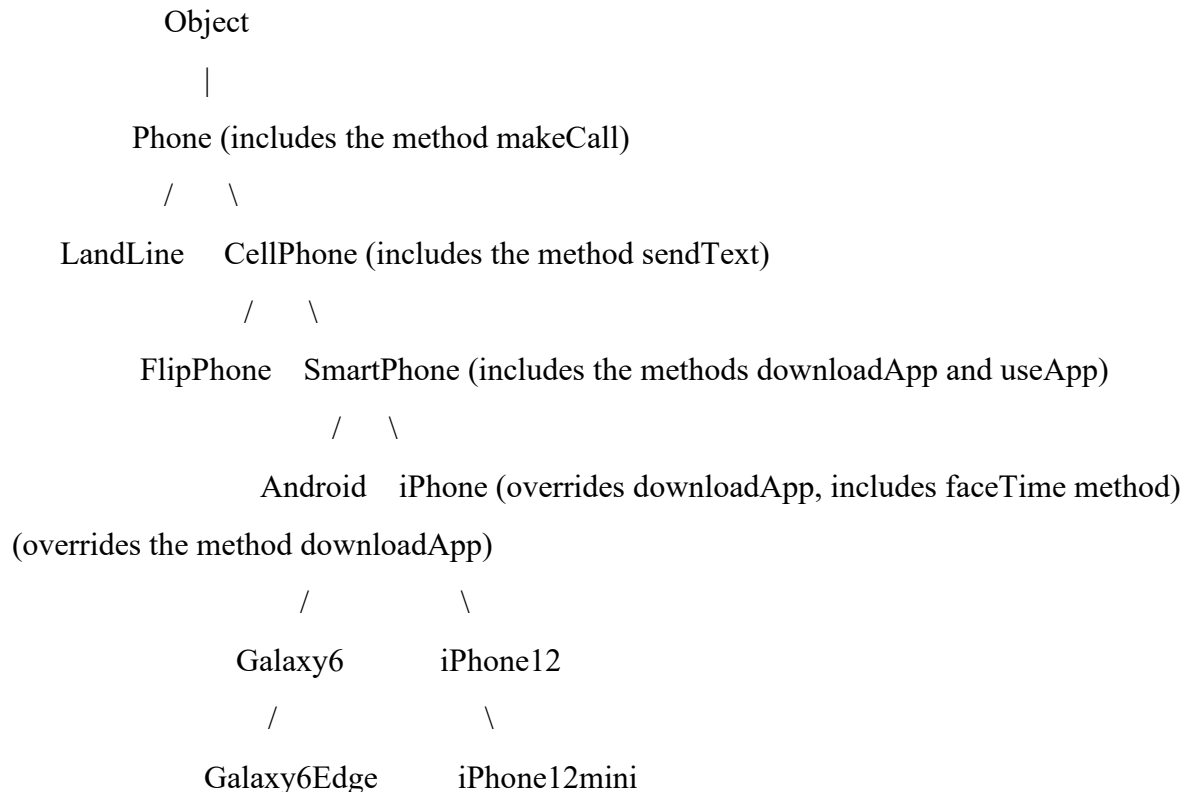 Object
|
Phone (includes the method makeCall)
/ \
LandLine CellPhone (includes the method sendText)
/ \
FlipPhone SmartPhone (includes the methods downloadApp and useApp)
/ \
Android iPhone (overrides downloadApp, includes faceTime method)
(overrides the method downloadApp)
/ \
Galaxy6 iPhone12
/ \
Galaxy6Edge iPhone12mini